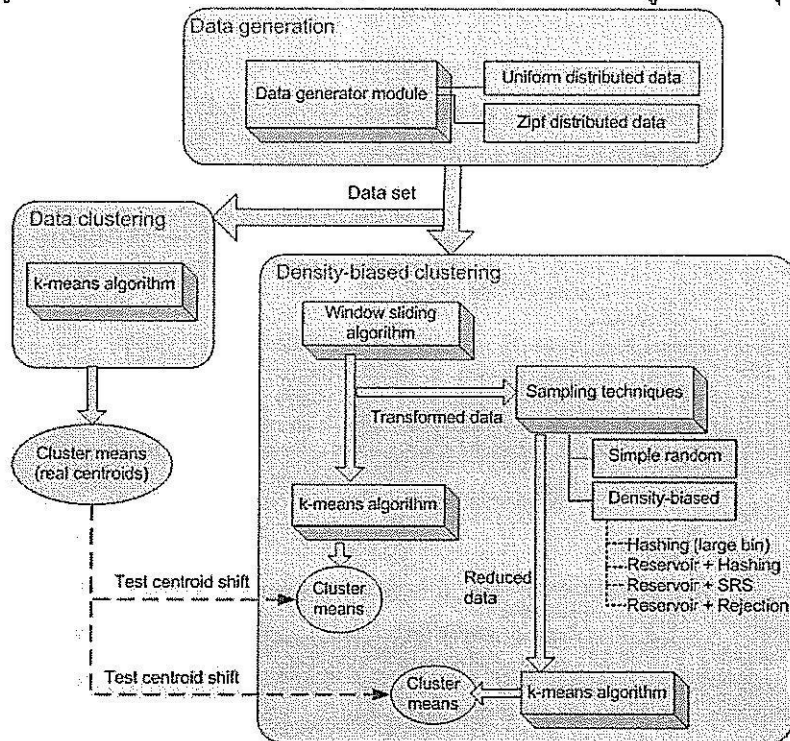 Data generation
Data generator module
Uniform distributed data
Zipf distributed data
Data set
Data clustering
k-means algorithm
Cluster means
(real centroids)
Density-biased clustering
Window sliding
algorithm
Transformed data
Sampling techniques
Simple random
Density-biased
Hashing (large bin)
Reservoir + Hashing
Reservoir + SRS
Reservoir + Rejection
k-means algorithm
Cluster
means
Reduced
data
Test centroid shift
Test centroid shift
Cluster
means
k-means algorithm